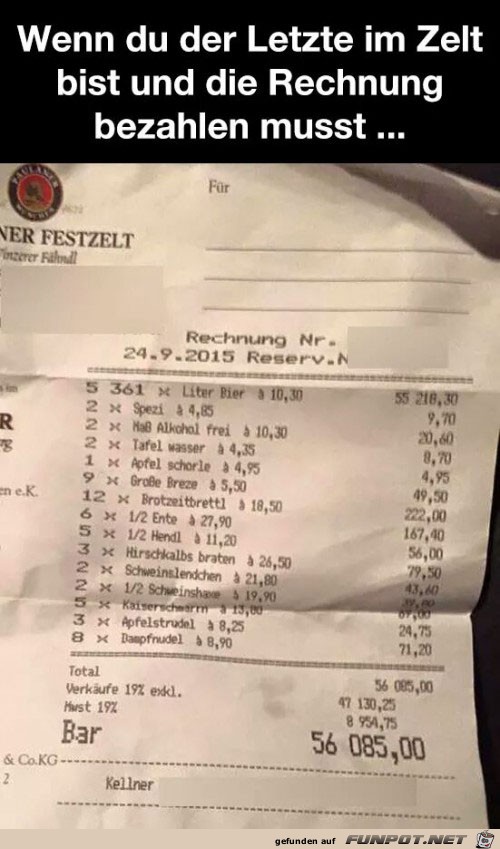 Wenn du der Letzte im Zelt
bist und die Rechnung
bezahlen musst ...
PAULANER
MÜNCHEN
Für
NER FESTZELT
Winzerer Fähndl
Rechnung Nr.
24.9.2015 Reserv.N
5 361 x Liter Bier à 10,30 55 218,30
2 x Spezi à 4,85 9,70
2 x Maß Alkohol frei à 10,30 20,60
2 x Tafel wasser à 4,35 8,70
1 x Apfel schorle à 4,95 4,95
9 x Große Breze à 5,50 49,50
12 x Brotzeitbrettl à 18,50 222,00
6 x 1/2 Ente à 27,90 167,40
5 x 1/2 Hendl à 11,20 56,00
3 x Hirschkalbs braten à 26,50 79,50
2 x Schweinslendchen à 21,80 43,60
2 x 1/2 Schweinshaxe à 19,90
5 x Kaiserschmarrn
3 x Apfelstrudel à 8,25 24,75
8 x Dampfnudel à 8,90 71,20
R
en e.K.
Total 56 085,00
Verkäufe 19% exkl. 47 130,25
Mwst 19% 8 954,75
Bar 56 085,00
& Co.KG
2
Kellner
gefunden auf FUNPOT.NET